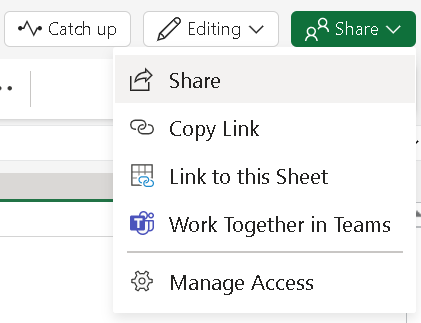 Catch up Editing Share
Share
Copy Link
Link to this Sheet
Work Together in Teams
Manage Access